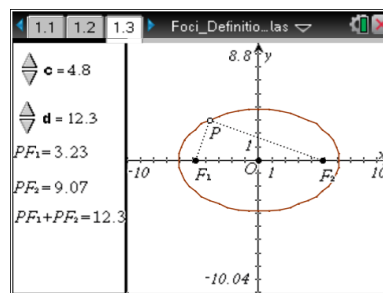 1.1 1.2 1.3 Foci_Definitio...las
c = 4.8
d = 12.3
PF₁=3.23
PF₂=9.07
PF₁+PF₂=12.3
8.8 y
P
1
x
-10 F₁ O 1 F₂ 10
-10.04